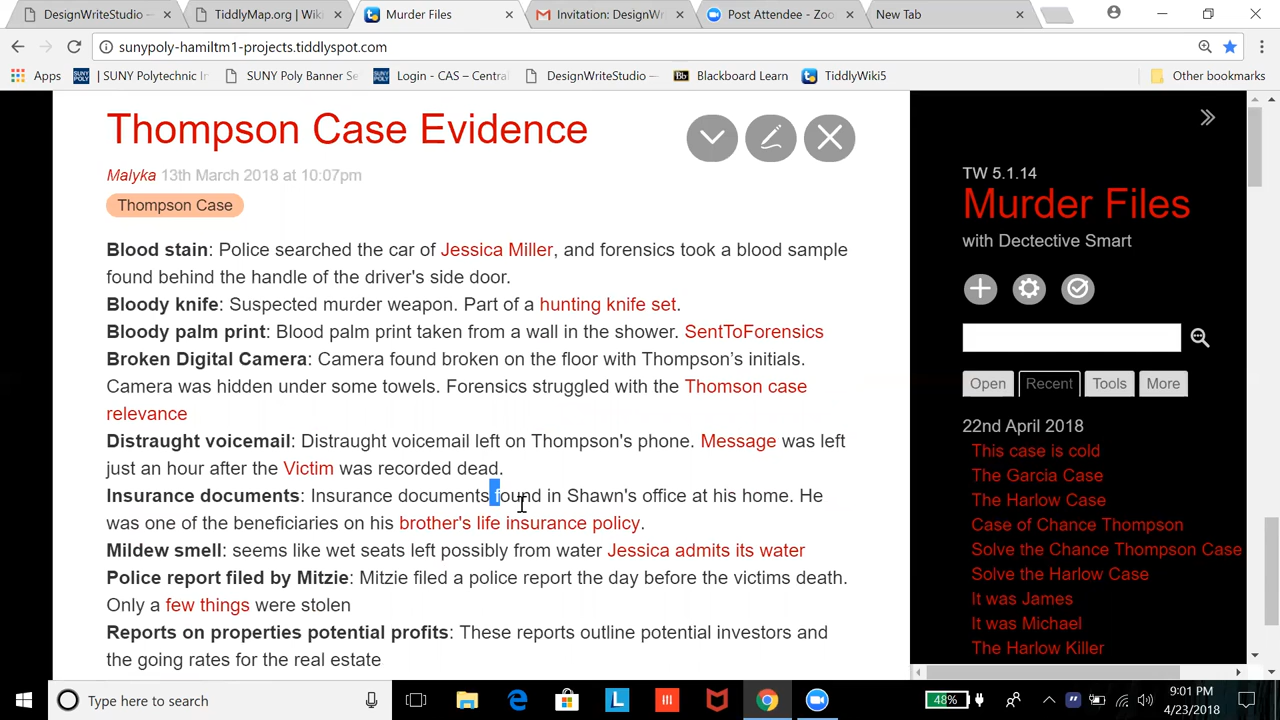 DesignWriteStudio –
TiddlyMap.org | Wiki
Murder Files
Invitation: DesignWr
Post Attendee - Zoo
New Tab
sunypoly-hamiltm1-projects.tiddlyspot.com
Apps
SUNY POLY
| SUNY Polytechnic In
SUNY Poly Banner Se
SUNY POLY
Login - CAS – Central
DesignWriteStudio –
Bb
Blackboard Learn
TiddlyWiki5
Other bookmarks
Thompson Case Evidence
Malyka 13th March 2018 at 10:07pm
Thompson Case
Blood stain: Police searched the car of Jessica Miller, and forensics took a blood sample
found behind the handle of the driver's side door.
Bloody knife: Suspected murder weapon. Part of a hunting knife set.
Bloody palm print: Blood palm print taken from a wall in the shower. SentToForensics
Broken Digital Camera: Camera found broken on the floor with Thompson’s initials.
Camera was hidden under some towels. Forensics struggled with the Thomson case
relevance
Distraught voicemail: Distraught voicemail left on Thompson's phone. Message was left
just an hour after the Victim was recorded dead.
Insurance documents: Insurance documents found in Shawn's office at his home. He
was one of the beneficiaries on his brother's life insurance policy.
Mildew smell: seems like wet seats left possibly from water Jessica admits its water
Police report filed by Mitzie: Mitzie filed a police report the day before the victims death.
Only a few things were stolen
Reports on properties potential profits: These reports outline potential investors and
the going rates for the real estate
TW 5.1.14
Murder Files
with Dectective Smart
Open
Recent
Tools
More
22nd April 2018
This case is cold
The Garcia Case
The Harlow Case
Case of Chance Thompson
Solve the Chance Thompson Case
Solve the Harlow Case
It was James
It was Michael
The Harlow Killer
Type here to search
L
48%
9:01 PM
4/23/2018